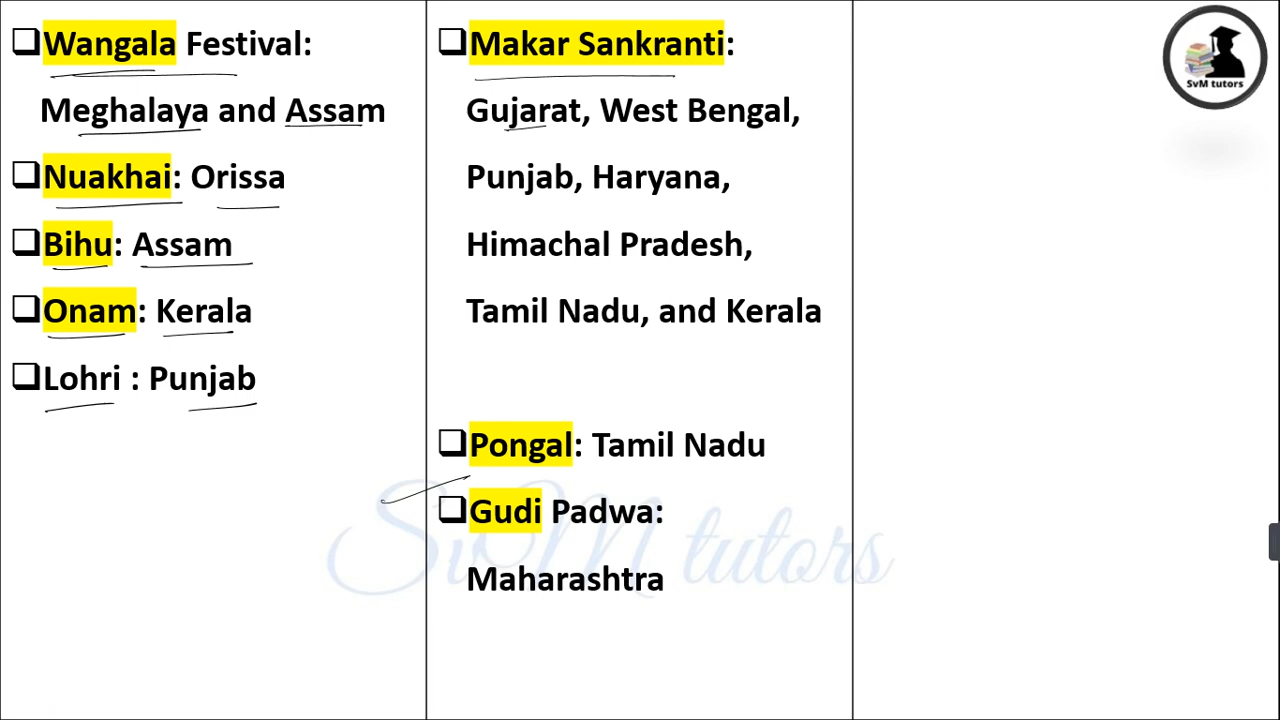 ❑Wangala Festival:
Meghalaya and Assam
❑Nuakhai: Orissa
❑Bihu: Assam
❑Onam: Kerala
❑Lohri : Punjab
❑Makar Sankranti:
Gujarat, West Bengal,
Punjab, Haryana,
Himachal Pradesh,
Tamil Nadu, and Kerala
❑Pongal: Tamil Nadu
❑Gudi Padwa:
Maharashtra
SvM tutors
SvM tutors